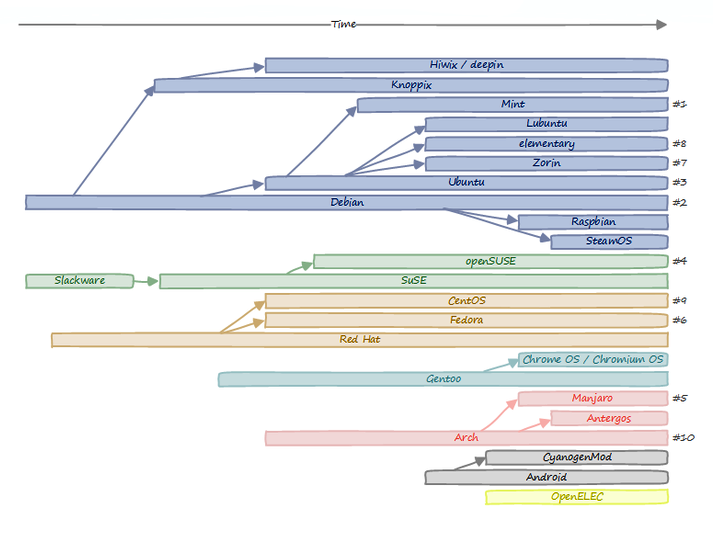 Time
Hiwix / deepin
Knoppix
Mint #1
Lubuntu
elementary #8
Zorin #7
Ubuntu #3
Debian #2
Raspbian
SteamOS
openSUSE #4
Slackware SuSE
CentOS #9
Fedora #6
Red Hat
Chrome OS / Chromium OS
Gentoo
Manjaro #5
Antergos
Arch #10
CyanogenMod
Android
OpenELEC